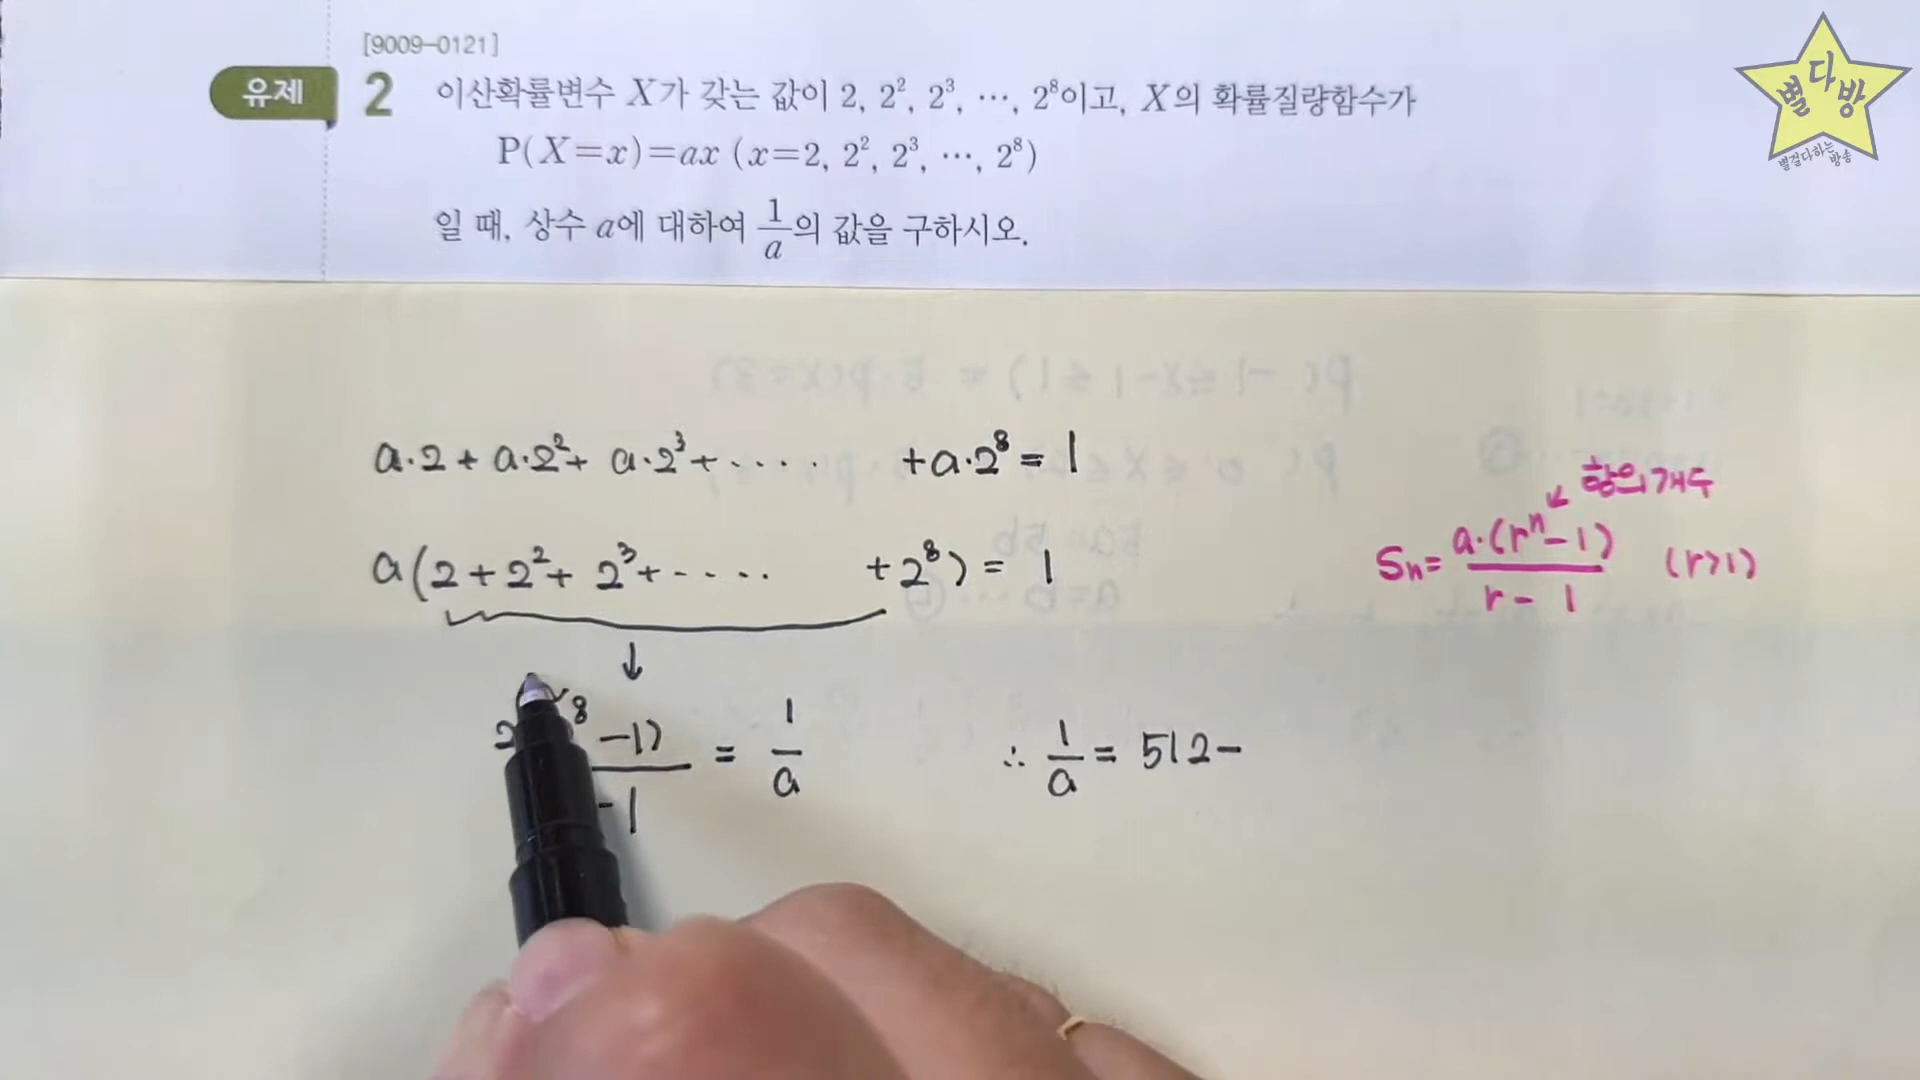 [9009-0121]
유제 2 이산확률변수 X가 갖는 값이 2, 2², 2³, ⋯, 2⁸이고, X의 확률질량함수가
P(X=x)=ax (x=2, 2², 2³, ⋯, 2⁸)
일 때, 상수 a에 대하여 1/a의 값을 구하시오.
별다방
별걸다하는 방송
a·2 + a·2² + a·2³ + ···· + a·2⁸ = 1
a(2 + 2² + 2³ + ···· + 2⁸) = 1
항의 개수
Sn = a·(rⁿ-1) / r-1 (r>1)
↓
2 ⁸ -1) / -1 = 1/a
∴ 1/a = 512-